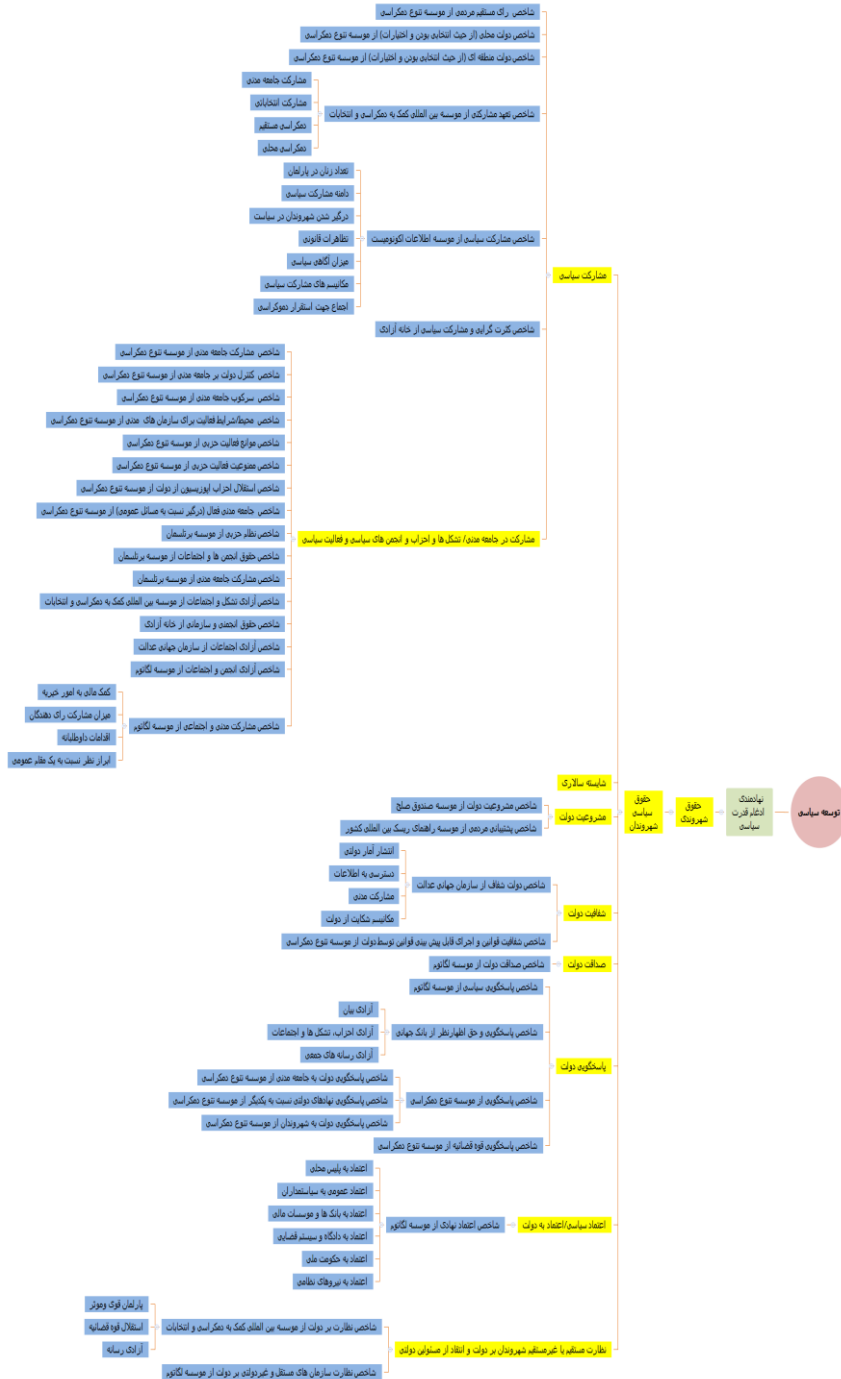 توسعه سیاسی
نهادمندی
ادغام قدرت
سیاسی
حقوق
شهروندی
حقوق
سیاسی
شهروندان
مشارکت سیاسی
شاخص رای مستقیم مردمی از موسسه تنوع دمکراسی
شاخص دولت محلی (از حیث انتخابی بودن و اختیارات) از موسسه تنوع دمکراسی
شاخص دولت منطقه ای (از حیث انتخابی بودن و اختیارات) از موسسه تنوع دمکراسی
شاخص تعهد مشارکتی از موسسه بین المللی کمک به دمکراسی و انتخابات
مشارکت جامعه مدنی
مشارکت انتخاباتی
دمکراسی مستقیم
دمکراسی محلی
شاخص مشارکت سیاسی از موسسه اطلاعات اکونومیست
تعداد زنان در پارلمان
دامنه مشارکت سیاسی
درگیر شدن شهروندان در سیاست
تظاهرات قانونی
میزان آگاهی سیاسی
مکانیسم های مشارکت سیاسی
اجماع جهت استقرار دموکراسی
شاخص کثرت گرایی و مشارکت سیاسی از خانه آزادی
مشارکت در جامعه مدنی/ تشکل ها و احزاب و انجمن های سیاسی و فعالیت سیاسی
شاخص مشارکت جامعه مدنی از موسسه تنوع دمکراسی
شاخص کنترل دولت بر جامعه مدنی از موسسه تنوع دمکراسی
شاخص سرکوب جامعه مدنی از موسسه تنوع دمکراسی
شاخص محیط/شرایط فعالیت برای سازمان های مدنی از موسسه تنوع دمکراسی
شاخص موانع فعالیت حزبی از موسسه تنوع دمکراسی
شاخص ممنوعیت فعالیت حزبی از موسسه تنوع دمکراسی
شاخص استقلال احزاب اپوزیسیون از دولت از موسسه تنوع دمکراسی
شاخص جامعه مدنی فعال (درگیر نسبت به مسائل عمومی) از موسسه تنوع دمکراسی
شاخص نظام حزبی از موسسه برتلسمان
شاخص حقوق انجمن ها و اجتماعات از موسسه برتلسمان
شاخص مشارکت جامعه مدنی از موسسه برتلسمان
شاخص آزادی تشکل و اجتماعات از موسسه بین المللی کمک به دمکراسی و انتخابات
شاخص حقوق انجمنی و سازمانی از خانه آزادی
شاخص آزادی اجتماعات از سازمان جهانی عدالت
شاخص آزادی انجمن و اجتماعات از موسسه لگاتوم
شاخص مشارکت مدنی و اجتماعی از موسسه لگاتوم
کمک مالی به امور خیریه
میزان مشارکت رای دهندگان
اقدامات داوطلبانه
ابراز نظر نسبت به یک مقام عمومی
شایسته سالاری
مشروعیت دولت
شاخص مشروعیت دولت از موسسه صندوق صلح
شاخص پشتیبانی مردمی از موسسه راهنمای ریسک بین المللی کشور
شفافیت دولت
شاخص دولت شفاف از سازمان جهانی عدالت
انتشار آمار دولتی
دسترسی به اطلاعات
مشارکت مدنی
مکانیسم شکایت از دولت
شاخص شفافیت قوانین و اجرای قابل پیش بینی قوانین توسط دولت از موسسه تنوع دمکراسی
صداقت دولت
شاخص صداقت دولت از موسسه لگاتوم
پاسخگویی دولت
شاخص پاسخگویی سیاسی از موسسه لگاتوم
شاخص پاسخگویی و حق اظهارنظر از بانک جهانی
آزادی بیان
آزادی احزاب، تشکل ها و اجتماعات
آزادی رسانه های جمعی
شاخص پاسخگویی از موسسه تنوع دمکراسی
شاخص پاسخگویی دولت به جامعه مدنی از موسسه تنوع دمکراسی
شاخص پاسخگویی نهادهای دولتی نسبت به یکدیگر از موسسه تنوع دمکراسی
شاخص پاسخگویی دولت به شهروندان از موسسه تنوع دمکراسی
شاخص پاسخگویی قوه قضائیه از موسسه تنوع دمکراسی
اعتماد سیاسی/اعتماد به دولت
شاخص اعتماد نهادی از موسسه لگاتوم
اعتماد به پلیس محلی
اعتماد عمومی به سیاستمداران
اعتماد به بانک ها و موسسات مالی
اعتماد به دادگاه و سیستم قضایی
اعتماد به حکومت ملی
اعتماد به نیروهای نظامی
نظارت مستقیم یا غیرمستقیم شهروندان بر دولت و انتقاد از مسئولین دولتی
شاخص نظارت بر دولت از موسسه بین المللی کمک به دمکراسی و انتخابات
پارلمان قوی وموثر
استقلال قوه قضائیه
آزادی رسانه
شاخص نظارت سازمان های مستقل و غیردولتی بر دولت از موسسه لگاتوم